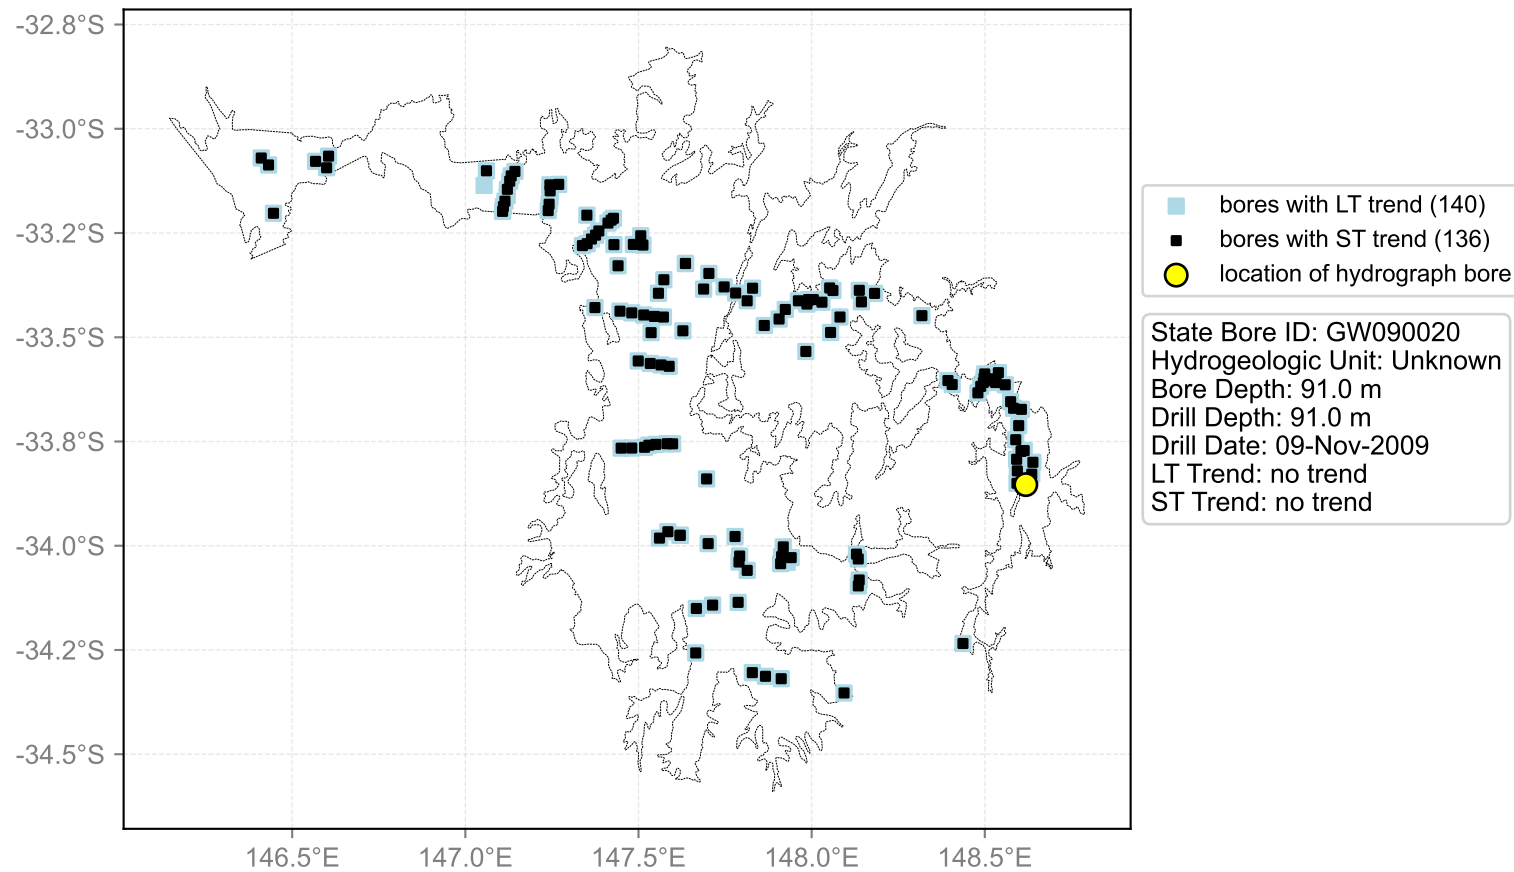 -32.8°S
-33.0°S
-33.2°S
-33.5°S
-33.8°S
-34.0°S
-34.2°S
-34.5°S
146.5°E
147.0°E
147.5°E
148.0°E
148.5°E
bores with LT trend (140)
bores with ST trend (136)
location of hydrograph bore
State Bore ID: GW090020
Hydrogeologic Unit: Unknown
Bore Depth: 91.0 m
Drill Depth: 91.0 m
Drill Date: 09-Nov-2009
LT Trend: no trend
ST Trend: no trend